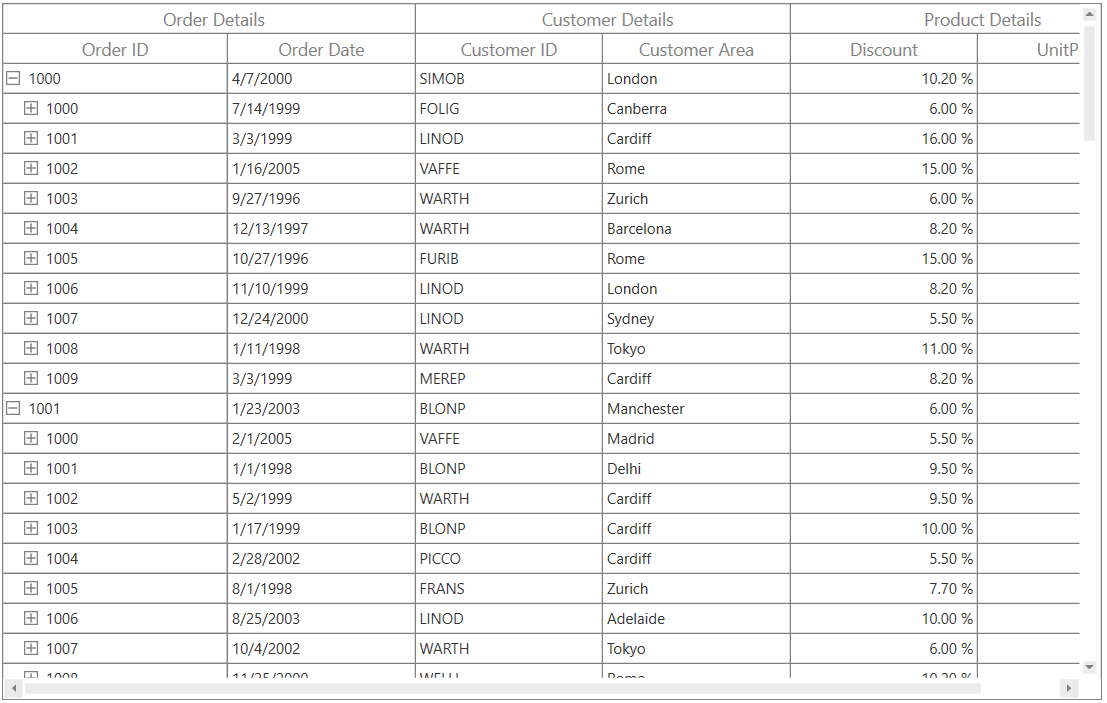 Order Details Customer Details Product Details
Order ID Order Date Customer ID Customer Area Discount UnitP
1000 4/7/2000 SIMOB London 10.20 %
1000 7/14/1999 FOLIG Canberra 6.00 %
1001 3/3/1999 LINOD Cardiff 16.00 %
1002 1/16/2005 VAFFE Rome 15.00 %
1003 9/27/1996 WARTH Zurich 6.00 %
1004 12/13/1997 WARTH Barcelona 8.20 %
1005 10/27/1996 FURIB Rome 15.00 %
1006 11/10/1999 LINOD London 8.20 %
1007 12/24/2000 LINOD Sydney 5.50 %
1008 1/11/1998 WARTH Tokyo 11.00 %
1009 3/3/1999 MEREP Cardiff 8.20 %
1001 1/23/2003 BLONP Manchester 6.00 %
1000 2/1/2005 VAFFE Madrid 5.50 %
1001 1/1/1998 BLONP Delhi 9.50 %
1002 5/2/1999 WARTH Cardiff 9.50 %
1003 1/17/1999 BLONP Cardiff 10.00 %
1004 2/28/2002 PICCO Cardiff 5.50 %
1005 8/1/1998 FRANS Zurich 7.70 %
1006 8/25/2003 LINOD Adelaide 10.00 %
1007 10/4/2002 WARTH Tokyo 6.00 %